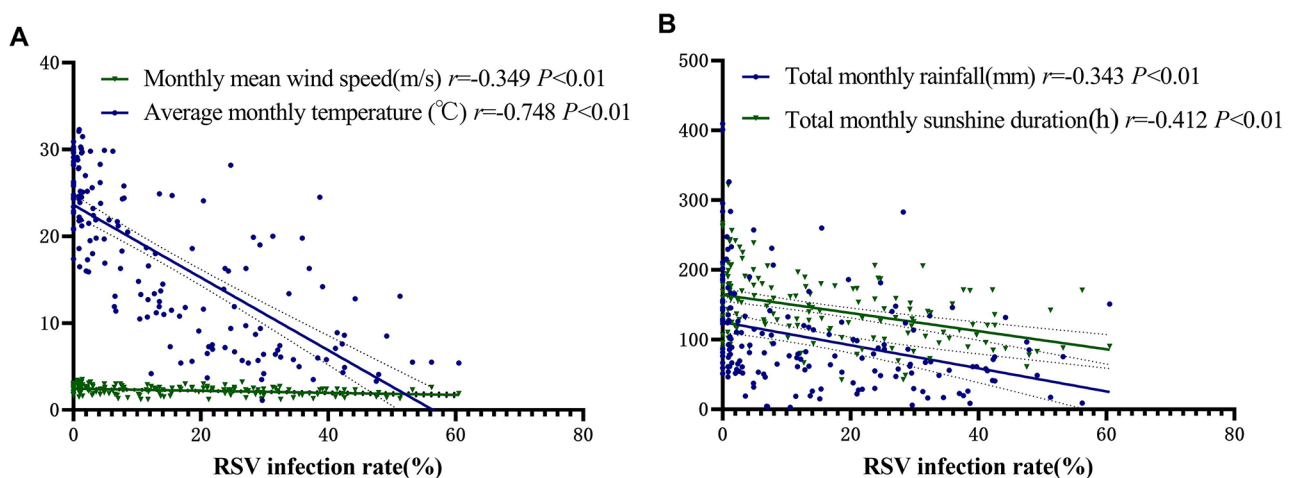 A
40
30
20
10
0
Monthly mean wind speed(m/s) r=-0.349 P<0.01
Average monthly temperature (℃) r=-0.748 P<0.01
0 20 40 60 80
RSV infection rate(%)
B
500
400
300
200
100
0
Total monthly rainfall(mm) r=-0.343 P<0.01
Total monthly sunshine duration(h) r=-0.412 P<0.01
0 20 40 60 80
RSV infection rate(%)